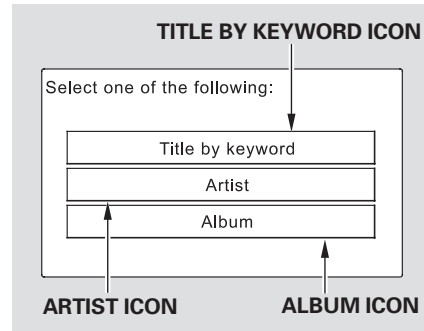 TITLE BY KEYWORD ICON
Select one of the following:
Title by keyword
Artist
Album
ARTIST ICON
ALBUM ICON